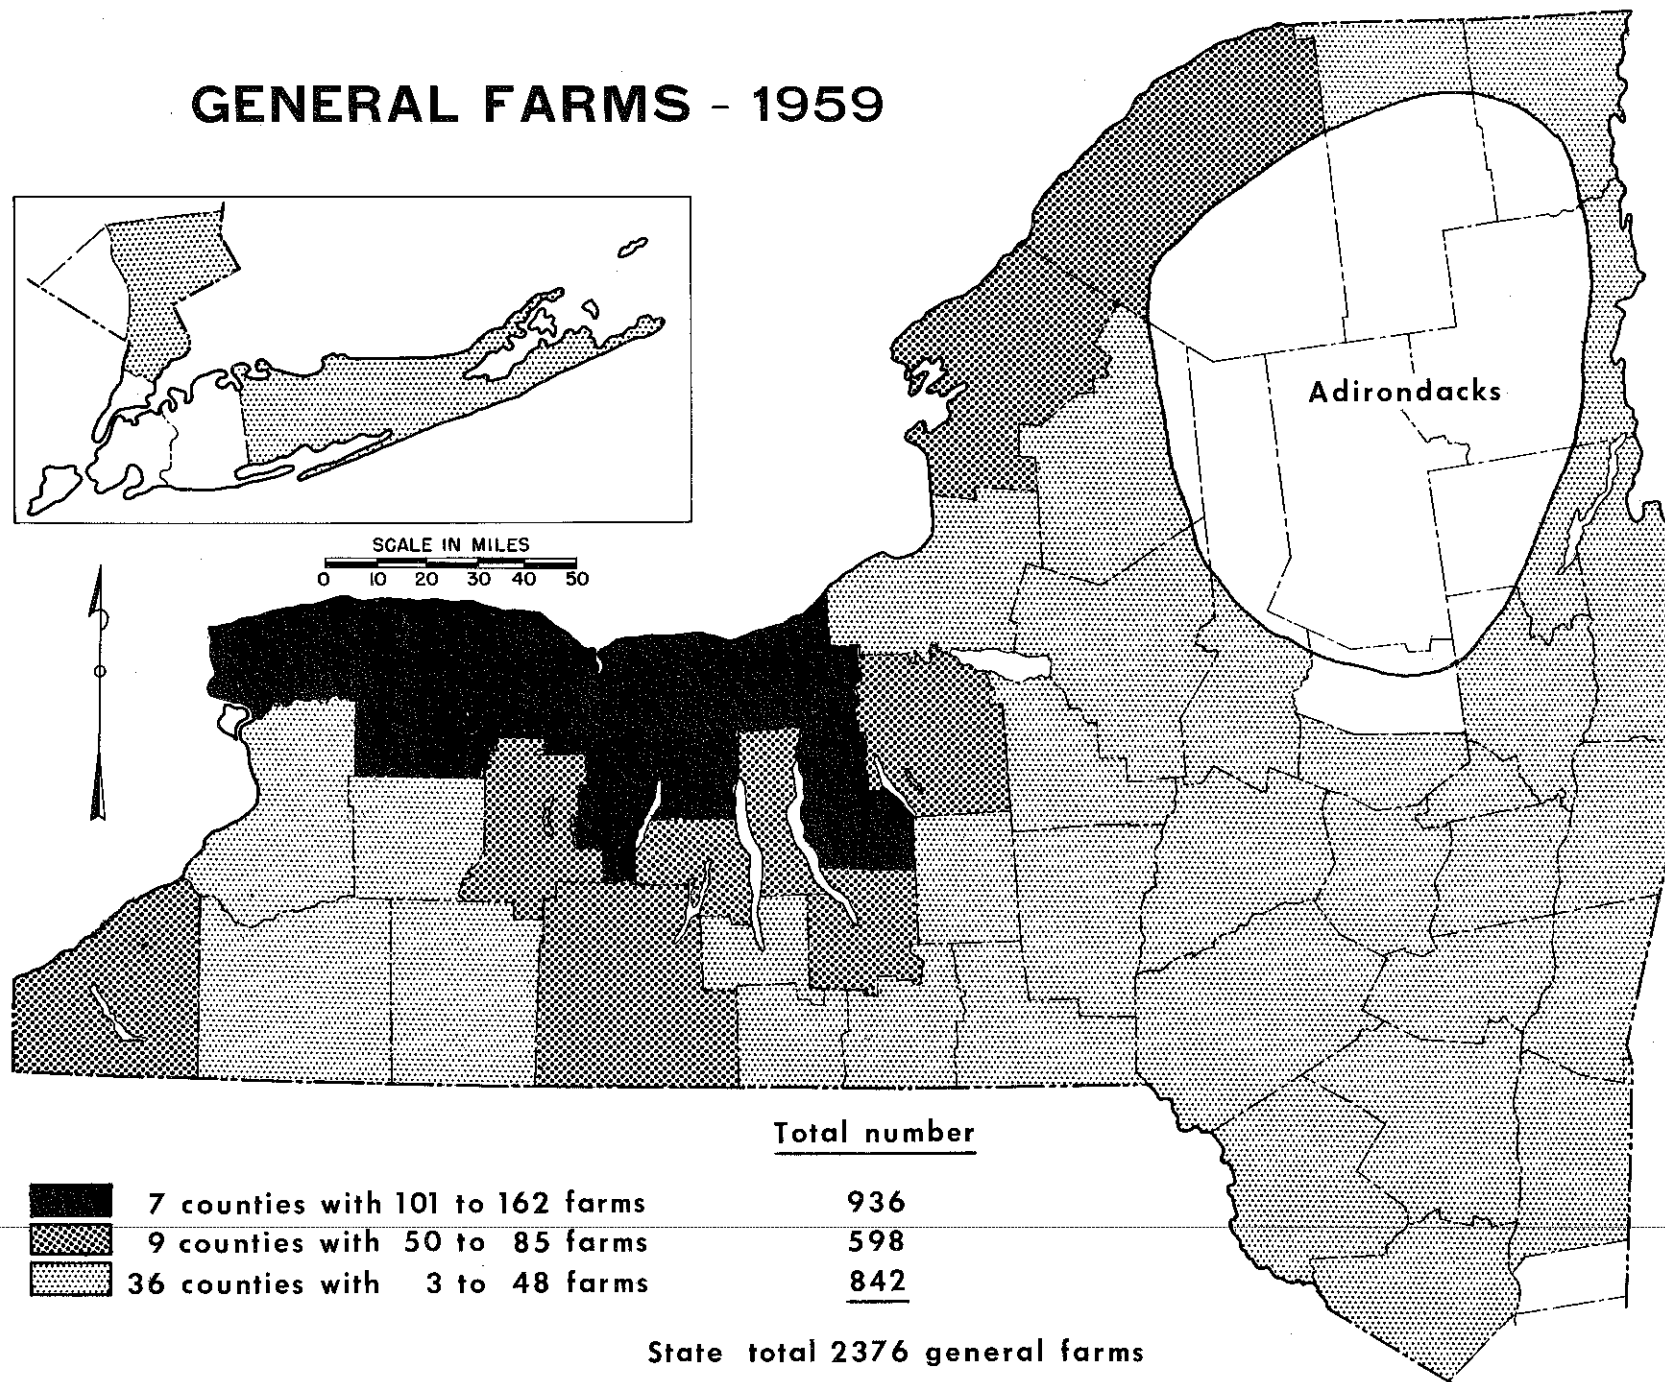 GENERAL FARMS - 1959
SCALE IN MILES
0 10 20 30 40 50
Adirondacks
Total number
7 counties with 101 to 162 farms 936
9 counties with 50 to 85 farms 598
36 counties with 3 to 48 farms 842
State total 2376 general farms